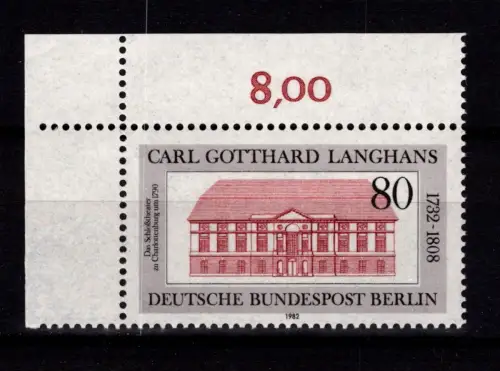 8,00
CARL GOTTHARD LANGHANS
80
1732-1808
Das Schloßtheater
zu Charlottenburg um 1790
DEUTSCHE BUNDESPOST BERLIN
1982